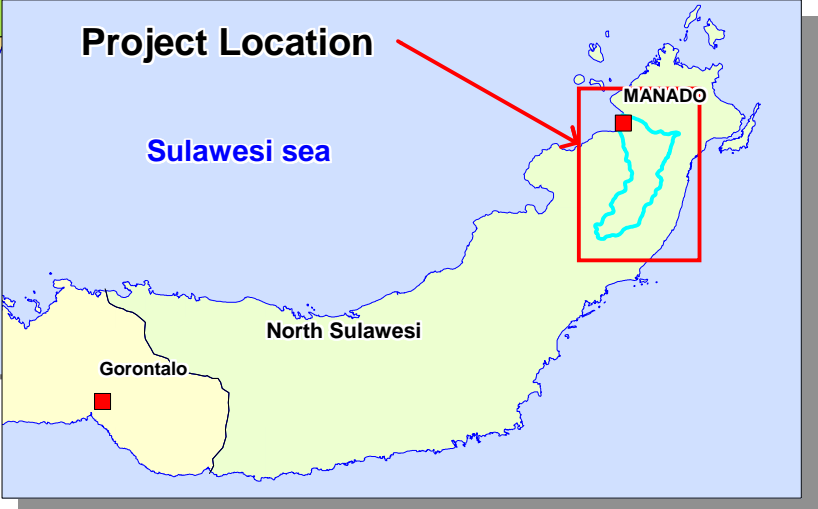 Project Location
MANADO
Sulawesi sea
North Sulawesi
Gorontalo